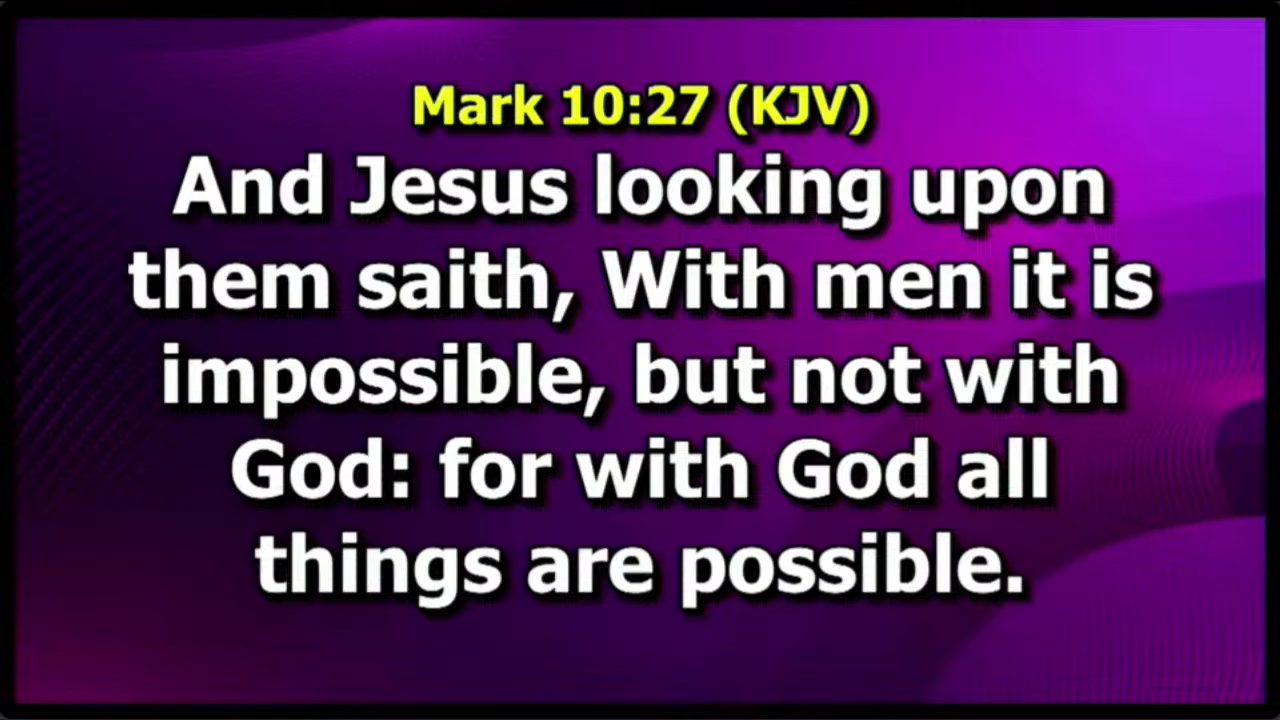 Mark 10:27 (KJV)
And Jesus looking upon
them saith, With men it is
impossible, but not with
God: for with God all
things are possible.